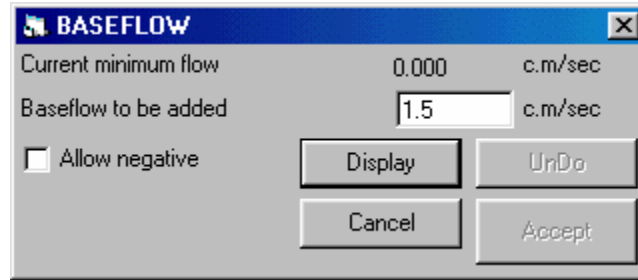 BASEFLOW
Current minimum flow 0.000 c.m/sec
Baseflow to be added 1.5 c.m/sec
Allow negative Display UnDo
Cancel Accept